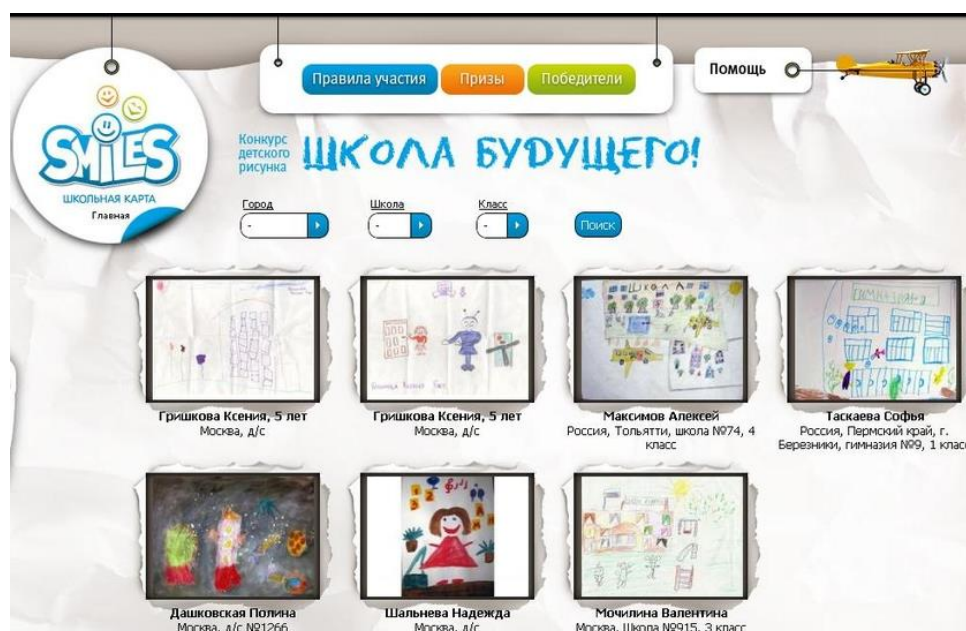 Правила участия
Призы
Победители
Помощь
SMILES
ШКОЛЬНАЯ КАРТА
Главная
Конкурс
детского
рисунка
ШКОЛА БУДУЩЕГО!
Город
Школа
Класс
-
-
-
Поиск
ШКОЛА
Гришкова Ксения, 5 лет
Москва, д/с
Гришкова Ксения, 5 лет
Москва, д/с
Максимов Алексей
Россия, Тольятти, школа №74, 4
класс
Таскаева Софья
Россия, Пермский край, г.
Березники, гимназия №9, 1 класс
Дашковская Полина
Москва, д/с №1266
Шальнева Надежда
Москва, д/с
Мочилина Валентина
Москва, Школа №915, 3 класс